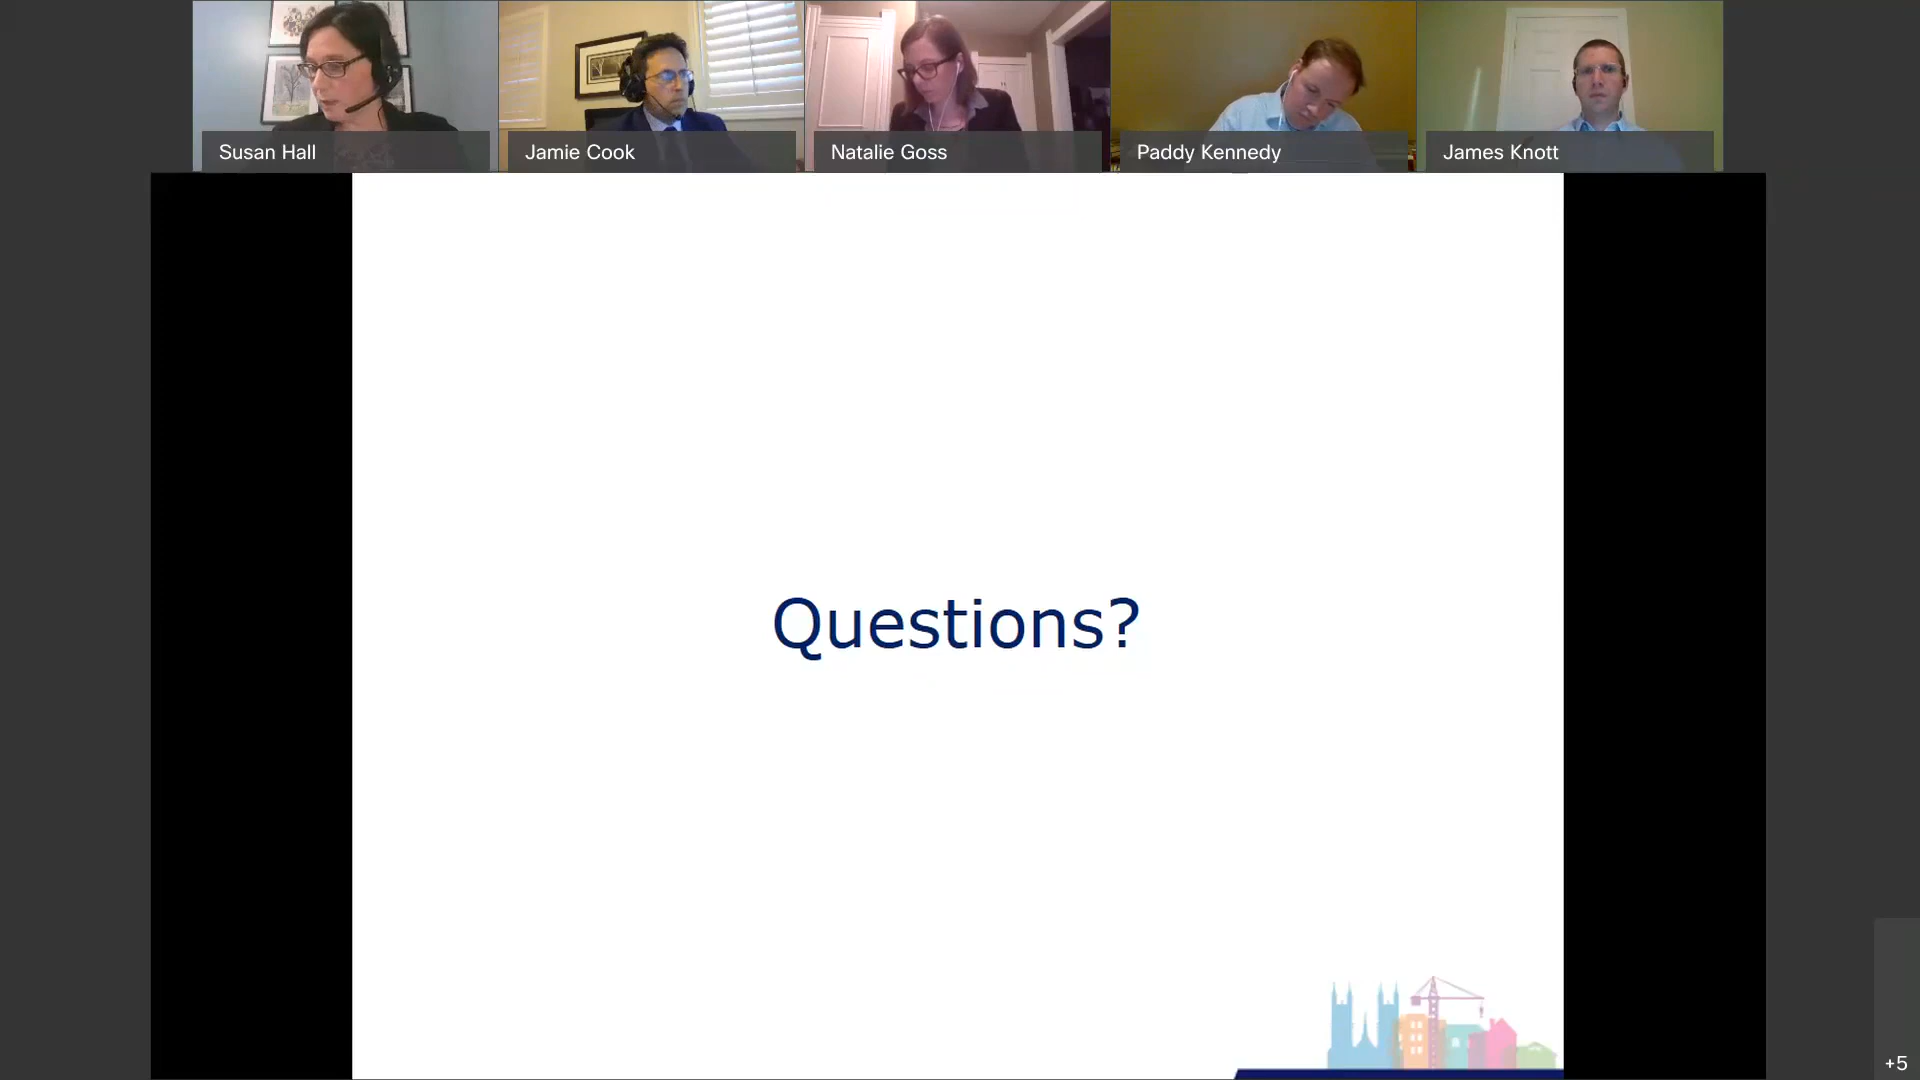 Susan Hall
Jamie Cook
Natalie Goss
Paddy Kennedy
James Knott
Questions?
+5